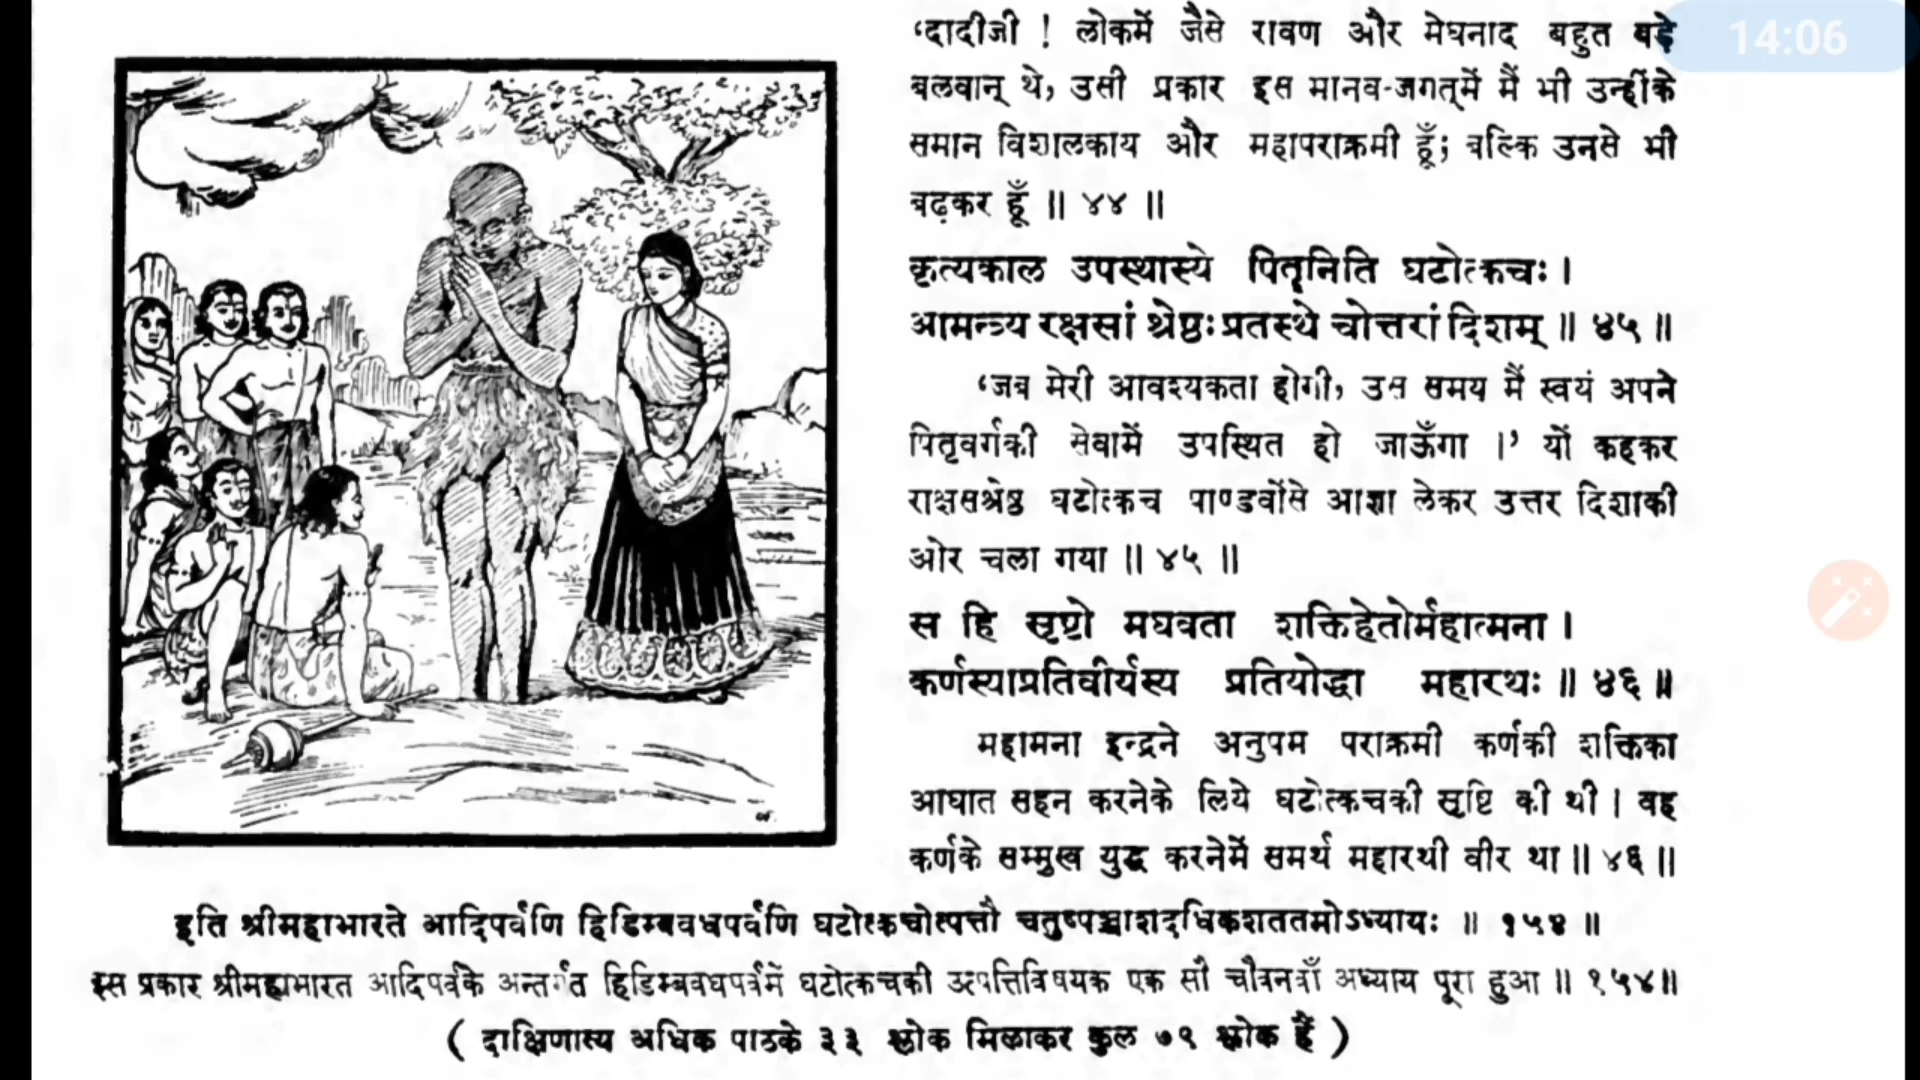 ‘दादीजी ! लोकमें जैसे रावण और मेघनाद बहुत बड़े
14:06
बलवान् थे, उसी प्रकार इस मानव-जगत्‌में मैं भी उन्हींके
समान विशालकाय और महापराक्रमी हूँ; बल्कि उनसे भी
बढ़कर हूँ ॥ ४४ ॥
कृत्यकाल उपस्थास्ये पितॄनिति घटोत्कचः ।
आमन्त्र्य रक्षसां श्रेष्ठः प्रतस्थे चोत्तरां दिशम् ॥ ४५ ॥
‘जब मेरी आवश्यकता होगी, उस समय मैं स्वयं अपने
पितृवर्गकी सेवामें उपस्थित हो जाऊँगा ।’ यों कहकर
राक्षसश्रेष्ठ घटोत्कच पाण्डवोंसे आज्ञा लेकर उत्तर दिशाकी
ओर चला गया ॥ ४५ ॥
स हि सृष्टो मघवता शक्तिहेतोर्महात्मना ।
कर्णस्याप्रतिवीर्यस्य प्रतियोद्धा महारथः ॥ ४६ ॥
महामना इन्द्रने अनुपम पराक्रमी कर्णकी शक्तिका
आघात सहन करनेके लिये घटोत्कचकी सृष्टि की थी । वह
कर्णके सम्मुख युद्ध करनेमें समर्थ महारथी वीर था ॥ ४६ ॥
इति श्रीमहाभारते आदिपर्वणि हिडिम्बवधपर्वणि घटोत्कचोत्पत्तौ चतुष्पञ्चाशदधिकशततमोऽध्यायः ॥ १५४ ॥
इस प्रकार श्रीमहाभारत आदिपर्वके अन्तर्गत हिडिम्बवधपर्वमें घटोत्कचकी उत्पत्तिविषयक एक सौ चौवनवाँ अध्याय पूरा हुआ ॥ १५४ ॥
( दाक्षिणात्य अधिक पाठके ३३ श्लोक मिलाकर कुल ७९ श्लोक हैं )